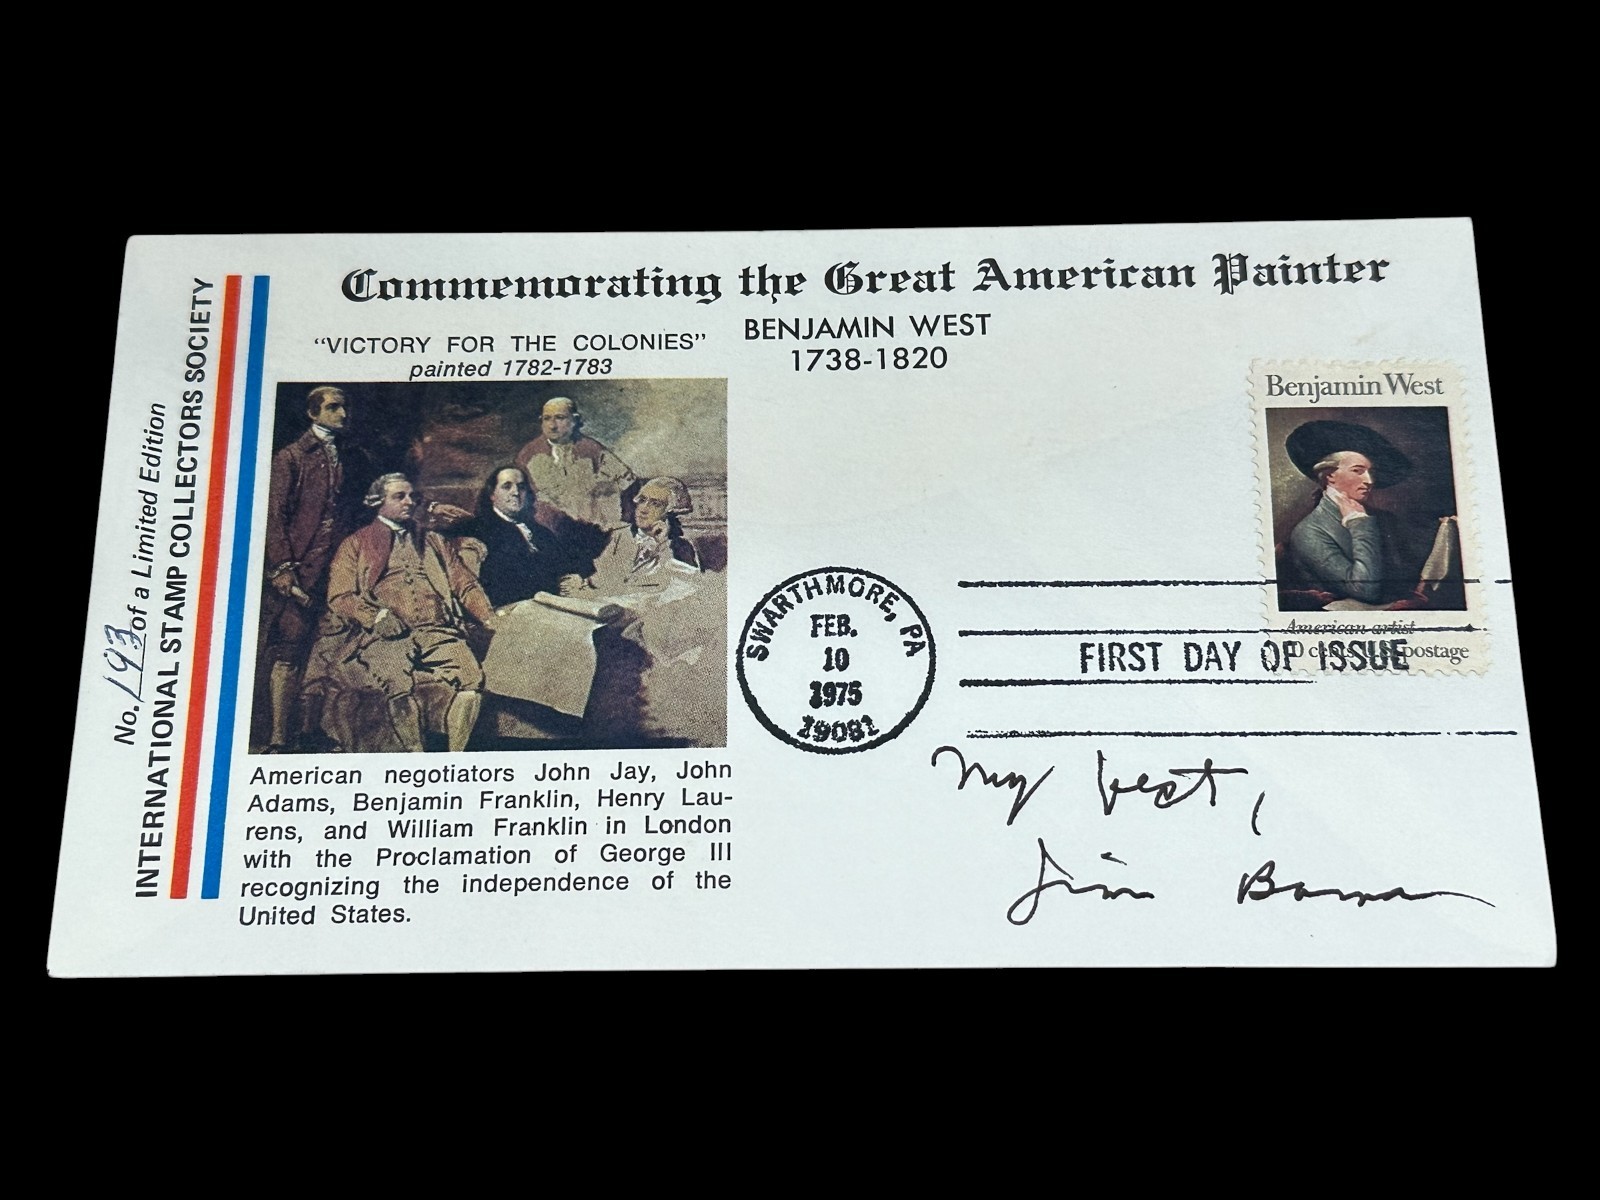 Commemorating the Great American Painter
BENJAMIN WEST
1738-1820
"VICTORY FOR THE COLONIES"
painted 1782-1783
No. 193 of a Limited Edition
INTERNATIONAL STAMP COLLECTORS SOCIETY
American negotiators John Jay, John
Adams, Benjamin Franklin, Henry Lau-
rens, and William Franklin in London
with the Proclamation of George III
recognizing the independence of the
United States.
SWARTHMORE, PA
FEB.
10
1975
19081
FIRST DAY OF ISSUE
Benjamin West
American artist
10 cents U.S. postage
My best,
Jim